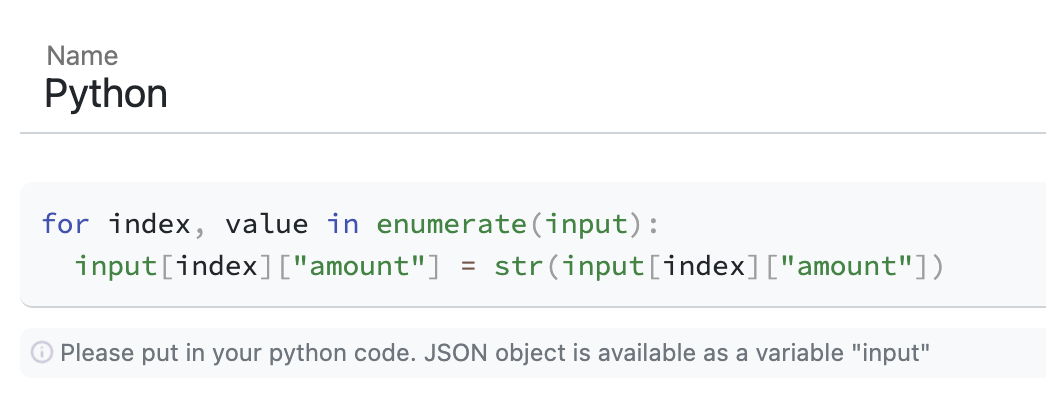 Name
Python
for index, value in enumerate(input):
  input[index]["amount"] = str(input[index]["amount"])
Please put in your python code. JSON object is available as a variable "input"